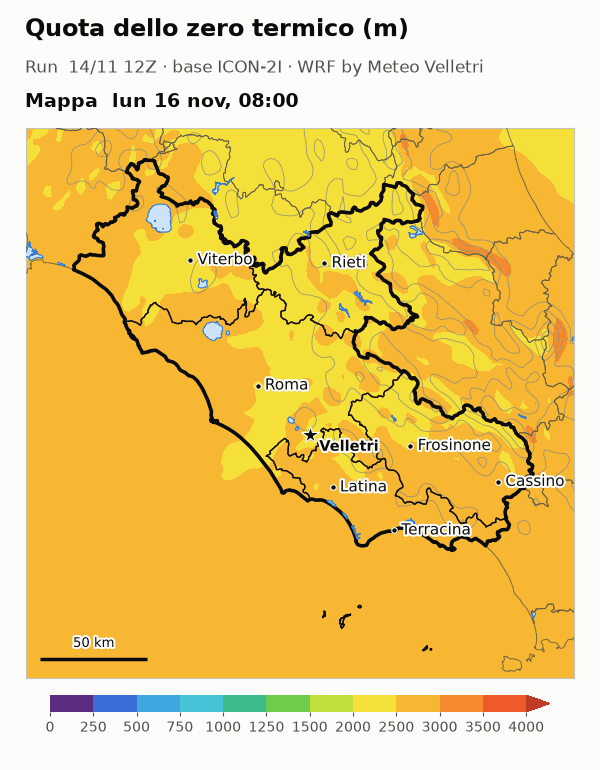 Quota dello zero termico (m)
Run 14/11 12Z · base ICON-2I · WRF by Meteo Velletri
Mappa lun 16 nov, 08:00
Viterbo
Rieti
Roma
Velletri
Frosinone
Cassino
Latina
Terracina
50 km
0 250 500 750 1000 1250 1500 2000 2500 3000 3500 4000